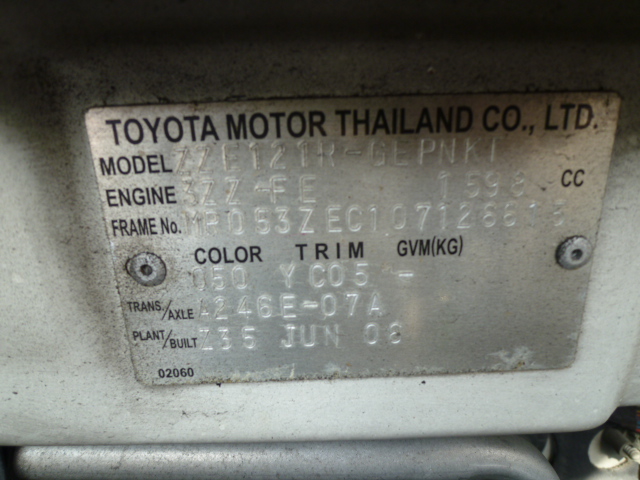 TOYOTA MOTOR THAILAND CO., LTD.
MODEL ZZE121R-GEPNKT
ENGINE 3ZZ-FE 1598 CC
FRAME No.
COLOR TRIM GVM(KG)
050 YC05 -
TRANS/AXLE A246E-07A
PLANT/BUILT Z35 JUN 08
02060